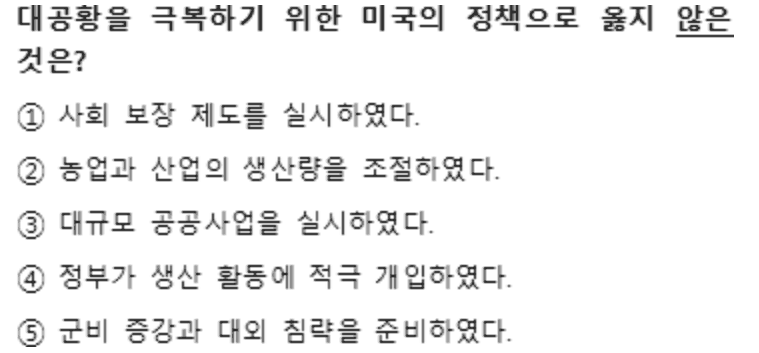 대공황을 극복하기 위한 미국의 정책으로 옳지 않은
것은?
① 사회 보장 제도를 실시하였다.
② 농업과 산업의 생산량을 조절하였다.
③ 대규모 공공사업을 실시하였다.
④ 정부가 생산 활동에 적극 개입하였다.
⑤ 군비 증강과 대외 침략을 준비하였다.